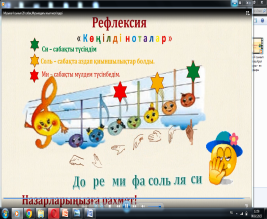 Рефлексия
«Көңілді ноталар»
Си – сабақты түсіндім
Соль – сабақта аздап қиыншылықтар болды.
Ми – сабақты мүлдем түсінбедім.
До ре ми фа соль ля си
Назарларыңызға рахмет!